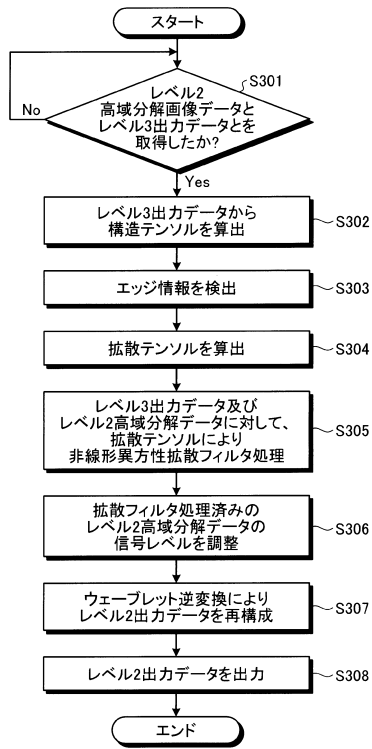 スタート
S301
レベル2
高域分解画像データと
レベル3出力データとを
取得したか?
No
Yes
レベル3出力データから
構造テンソルを算出
S302
エッジ情報を検出
S303
拡散テンソルを算出
S304
レベル3出力データ及び
レベル2高域分解データに対して、
拡散テンソルにより
非線形異方性拡散フィルタ処理
S305
拡散フィルタ処理済みの
レベル2高域分解データの
信号レベルを調整
S306
ウェーブレット逆変換により
レベル2出力データを再構成
S307
レベル2出力データを出力
S308
エンド